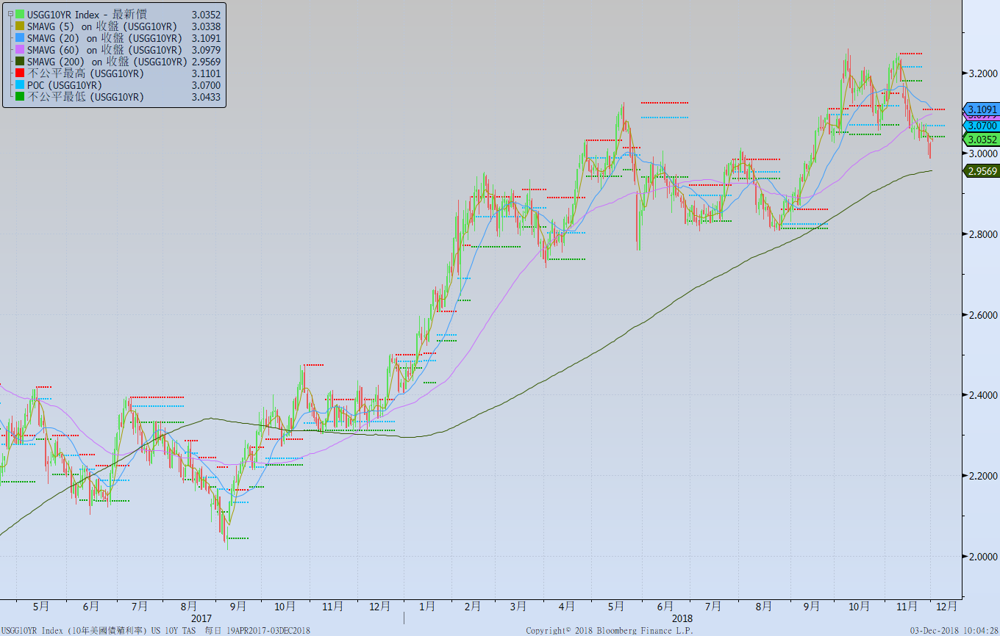 USGG10YR Index - 最新價 3.0352
SMAVG (5) on 收盤 (USGG10YR) 3.0338
SMAVG (20) on 收盤 (USGG10YR) 3.1091
SMAVG (60) on 收盤 (USGG10YR) 3.0979
SMAVG (200) on 收盤 (USGG10YR) 2.9569
不公平最高 (USGG10YR) 3.1101
POC (USGG10YR) 3.0700
不公平最低 (USGG10YR) 3.0433
3.2000
3.1091
3.0979
3.0700
3.0352
3.0000
2.9569
2.8000
2.6000
2.4000
2.2000
2.0000
5月 6月 7月 8月 9月 10月 11月 12月 1月 2月 3月 4月 5月 6月 7月 8月 9月 10月 11月 12月
2017 2018
USGG10YR Index (10年美國債殖利率) US 10Y TAS 每日 19APR2017-03DEC2018 Copyright© 2018 Bloomberg Finance L.P. 03-Dec-2018 10:04:28